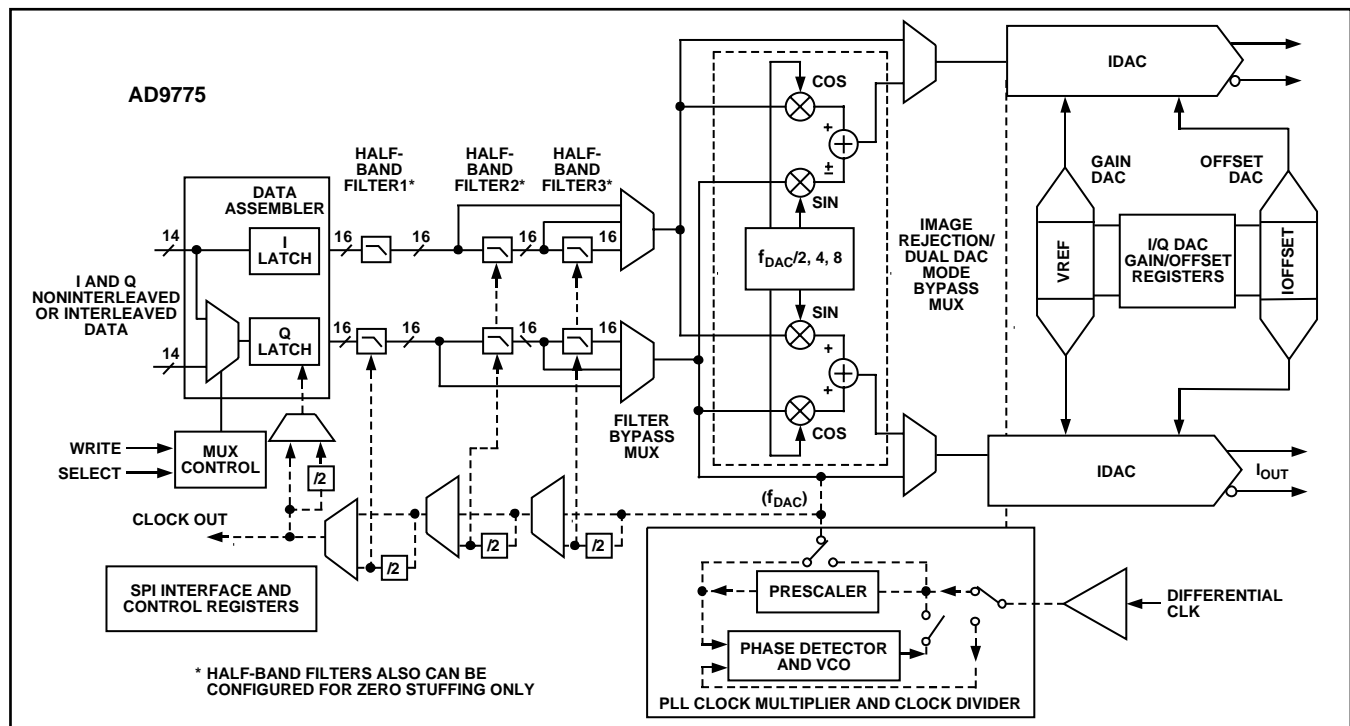 AD9775
HALF-
BAND
FILTER1*
HALF-
BAND
FILTER2*
HALF-
BAND
FILTER3*
DATA
ASSEMBLER
14
I
LATCH
16
16
16
16
I AND Q
NONINTERLEAVED
OR INTERLEAVED
DATA
14
Q
LATCH
16
16
16
16
WRITE
SELECT
MUX
CONTROL
/2
CLOCK OUT
/2
/2
/2
SPI INTERFACE AND
CONTROL REGISTERS
* HALF-BAND FILTERS ALSO CAN BE
CONFIGURED FOR ZERO STUFFING ONLY
FILTER
BYPASS
MUX
COS
+
±
SIN
fDAC/2, 4, 8
SIN
+
+
COS
(fDAC)
IMAGE
REJECTION/
DUAL DAC
MODE
BYPASS
MUX
IDAC
GAIN
DAC
OFFSET
DAC
VREF
I/Q DAC
GAIN/OFFSET
REGISTERS
IOFFSET
IDAC
IOUT
PRESCALER
PHASE DETECTOR
AND VCO
PLL CLOCK MULTIPLIER AND CLOCK DIVIDER
DIFFERENTIAL
CLK